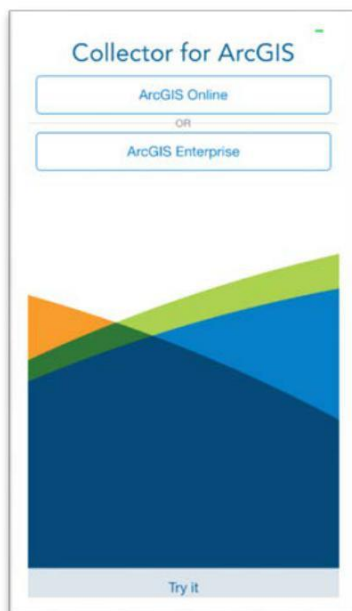 Collector for ArcGIS
ArcGIS Online
OR
ArcGIS Enterprise
Try it